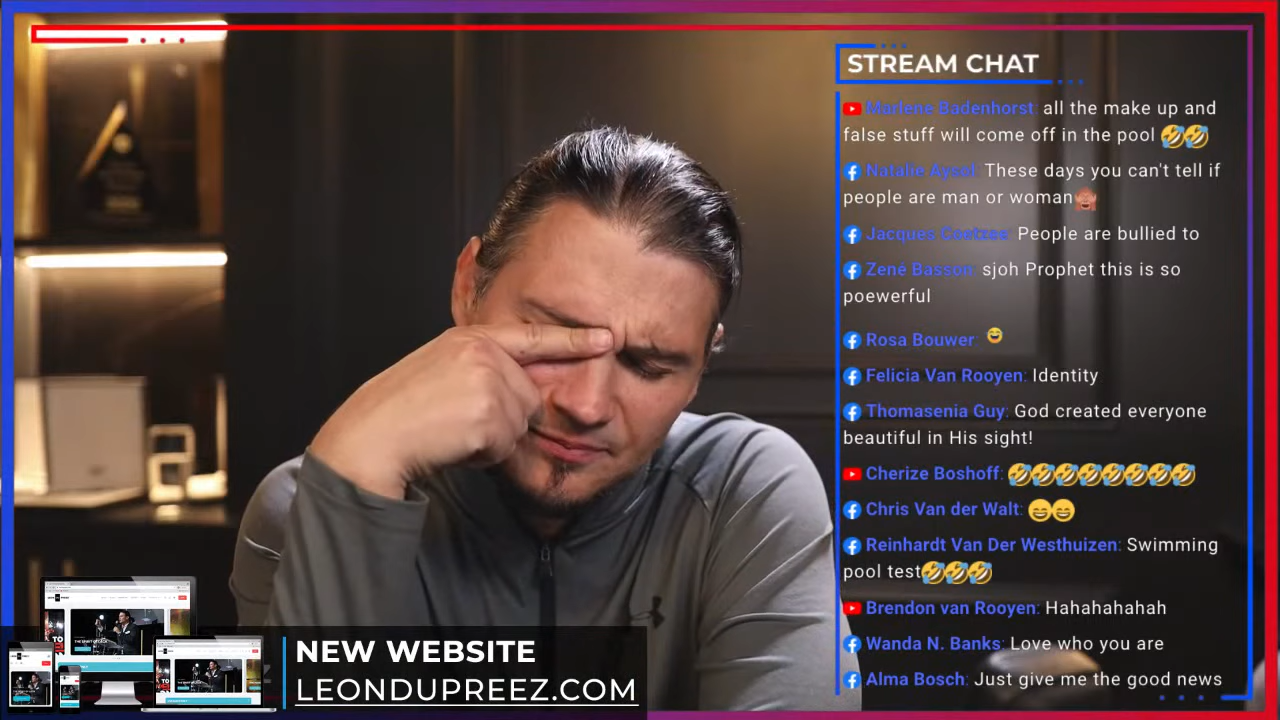 STREAM CHAT
Marlene Badenhorst: all the make up and
false stuff will come off in the pool 🤣🤣
Natalie Aysel: These days you can't tell if
people are man or woman🙈
Jacques Coetzee: People are bullied to
Zené Basson: sjoh Prophet this is so
poewerful
Rosa Bouwer: 😂
Felicia Van Rooyen: Identity
Thomasenia Guy: God created everyone
beautiful in His sight!
Cherize Boshoff: 🤣🤣🤣🤣🤣🤣🤣🤣
Chris Van der Walt: 😄😄
Reinhardt Van Der Westhuizen: Swimming
pool test🤣🤣🤣
Brendon van Rooyen: Hahahahahah
Wanda N. Banks: Love who you are
Alma Bosch: Just give me the good news
NEW WEBSITE
LEONDUPREEZ.COM